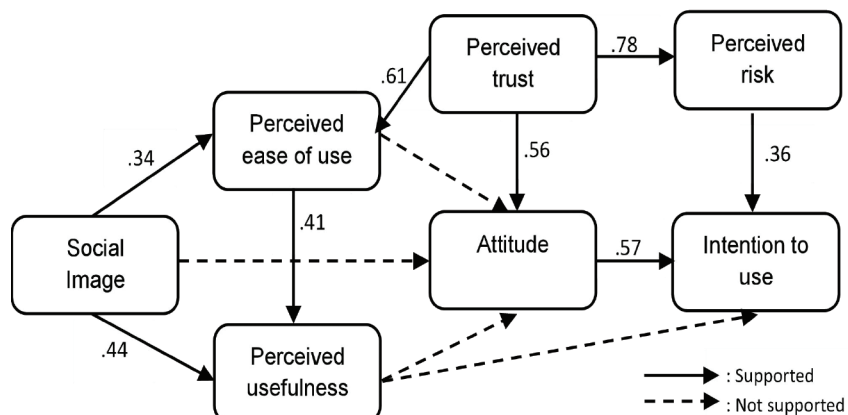 Perceived
trust
Perceived
risk
.78
.61
Perceived
ease of use
.34
.56
.36
.41
Social
Image
Attitude
.57
Intention to
use
.44
Perceived
usefulness
: Supported
: Not supported